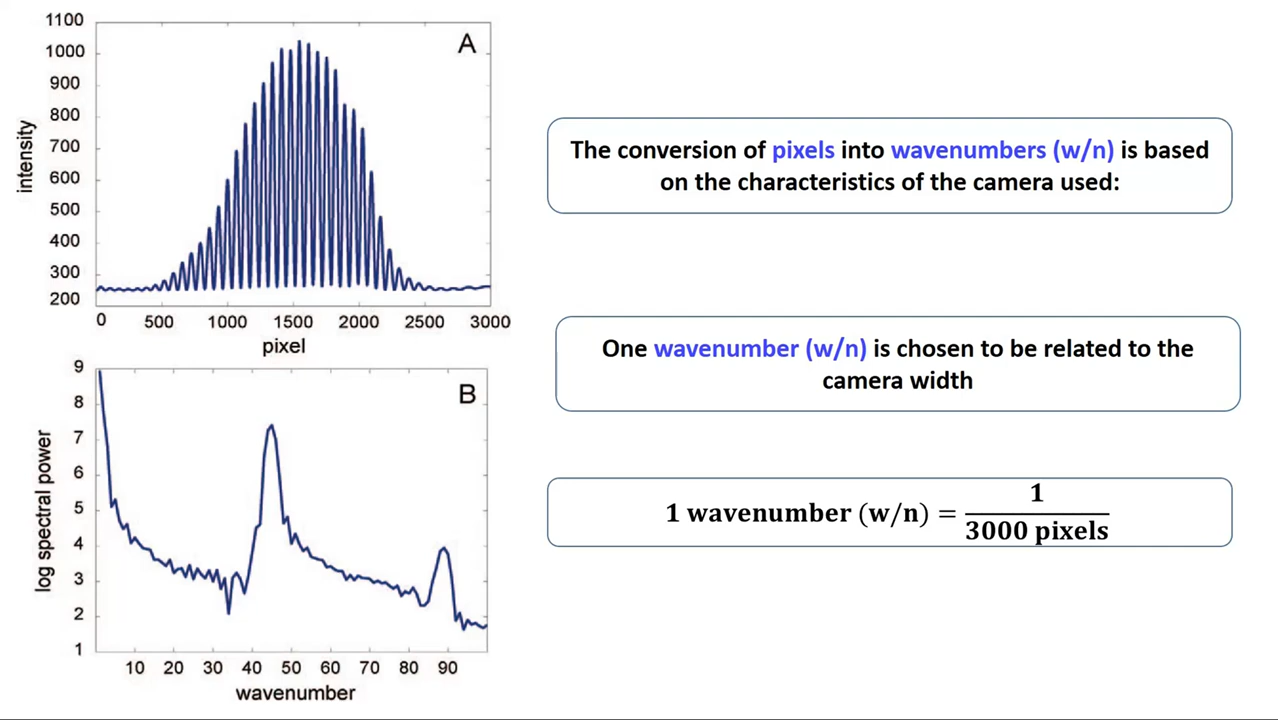 1100
1000
900
800
700
600
500
400
300
200
intensity
A
0 500 1000 1500 2000 2500 3000
pixel
9
8
7
6
5
4
3
2
1
log spectral power
B
10 20 30 40 50 60 70 80 90
wavenumber
The conversion of pixels into wavenumbers (w/n) is based
on the characteristics of the camera used:
One wavenumber (w/n) is chosen to be related to the
camera width
1 wavenumber (w/n) = 1 / 3000 pixels